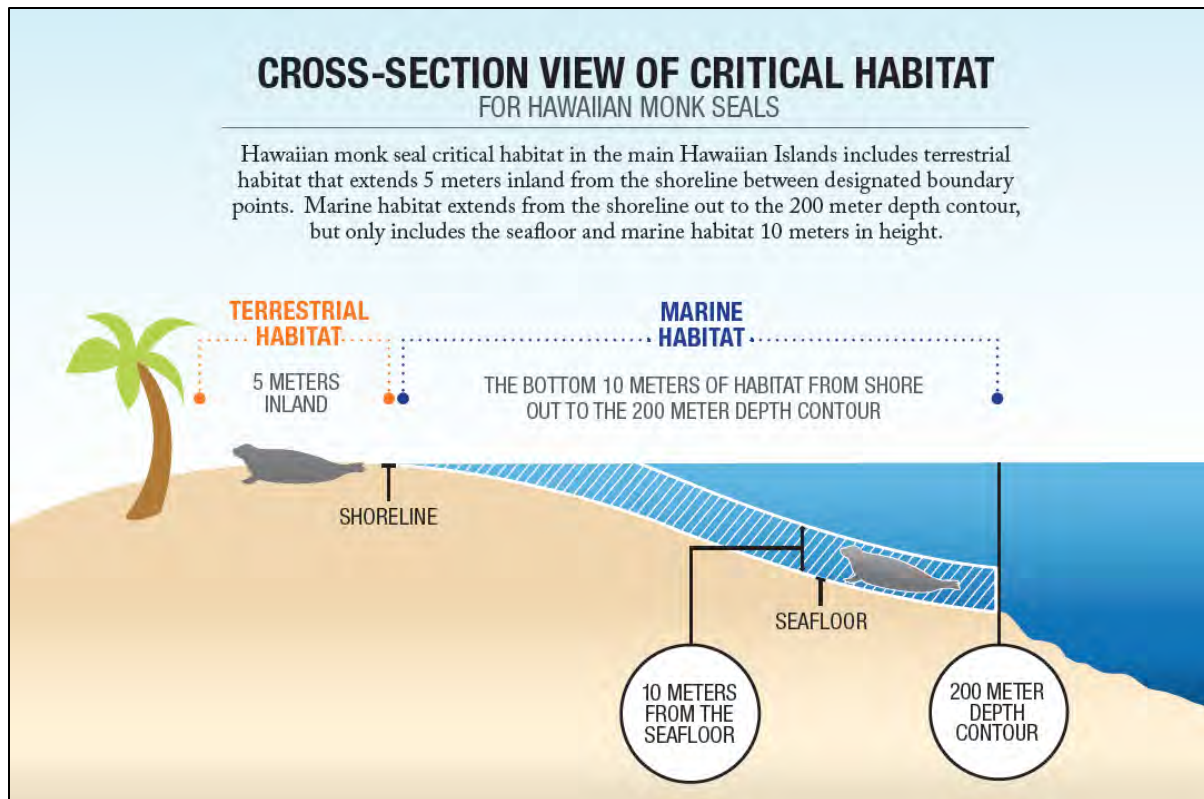 CROSS-SECTION VIEW OF CRITICAL HABITAT
FOR HAWAIIAN MONK SEALS
Hawaiian monk seal critical habitat in the main Hawaiian Islands includes terrestrial
habitat that extends 5 meters inland from the shoreline between designated boundary
points.  Marine habitat extends from the shoreline out to the 200 meter depth contour,
but only includes the seafloor and marine habitat 10 meters in height.
TERRESTRIAL
HABITAT
5 METERS
INLAND
MARINE
HABITAT
THE BOTTOM 10 METERS OF HABITAT FROM SHORE
OUT TO THE 200 METER DEPTH CONTOUR
SHORELINE
SEAFLOOR
10 METERS
FROM THE
SEAFLOOR
200 METER
DEPTH
CONTOUR